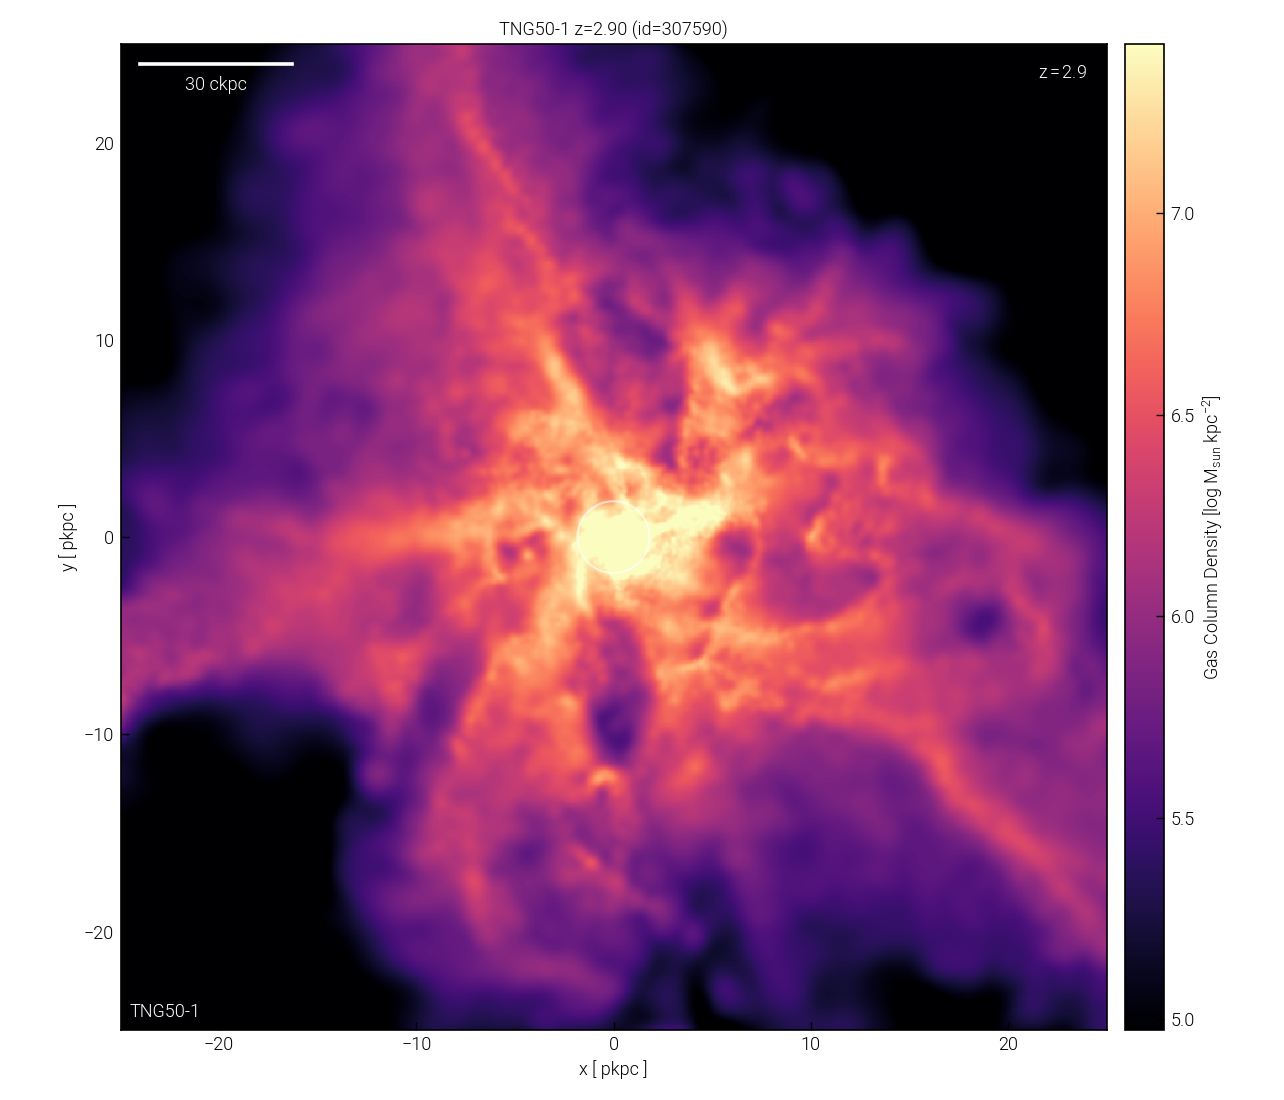 TNG50-1 z=2.90 (id=307590)
30 ckpc
z=2.9
20
10
0
−10
−20
y [ pkpc ]
TNG50-1
−20
−10
0
10
20
x [ pkpc ]
7.0
6.5
6.0
5.5
5.0
Gas Column Density [log M_sun kpc⁻²]